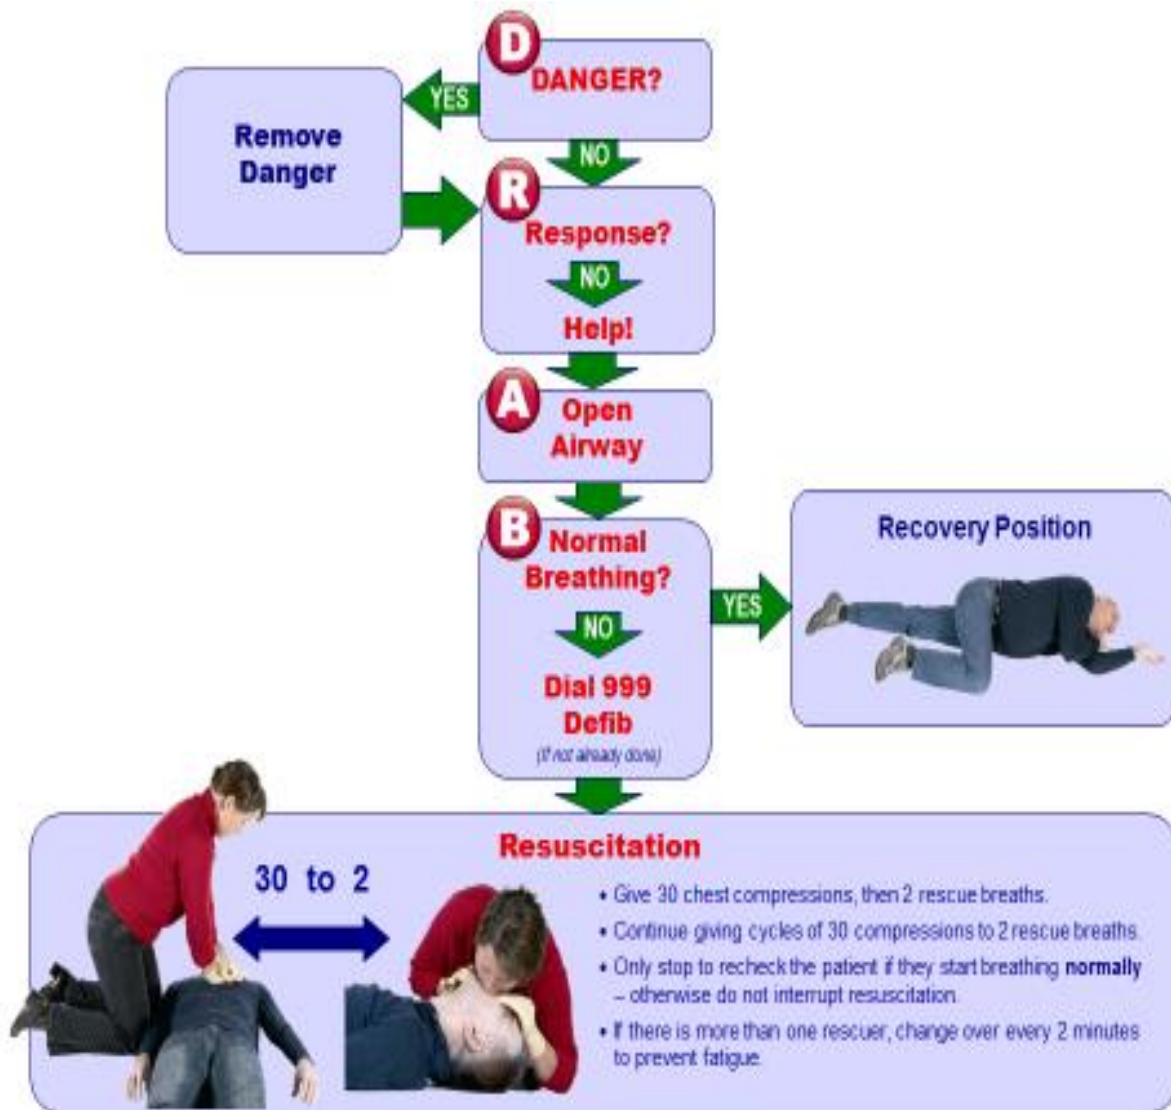 D
DANGER?
YES
Remove
Danger
NO
R
Response?
NO
Help!
A
Open
Airway
B
Normal
Breathing?
YES
Recovery Position
NO
Dial 999
Defib
(If not already done)
Resuscitation
30 to 2
• Give 30 chest compressions, then 2 rescue breaths.
• Continue giving cycles of 30 compressions to 2 rescue breaths.
• Only stop to recheck the patient if they start breathing normally
– otherwise do not interrupt resuscitation.
• If there is more than one rescuer, change over every 2 minutes
to prevent fatigue.